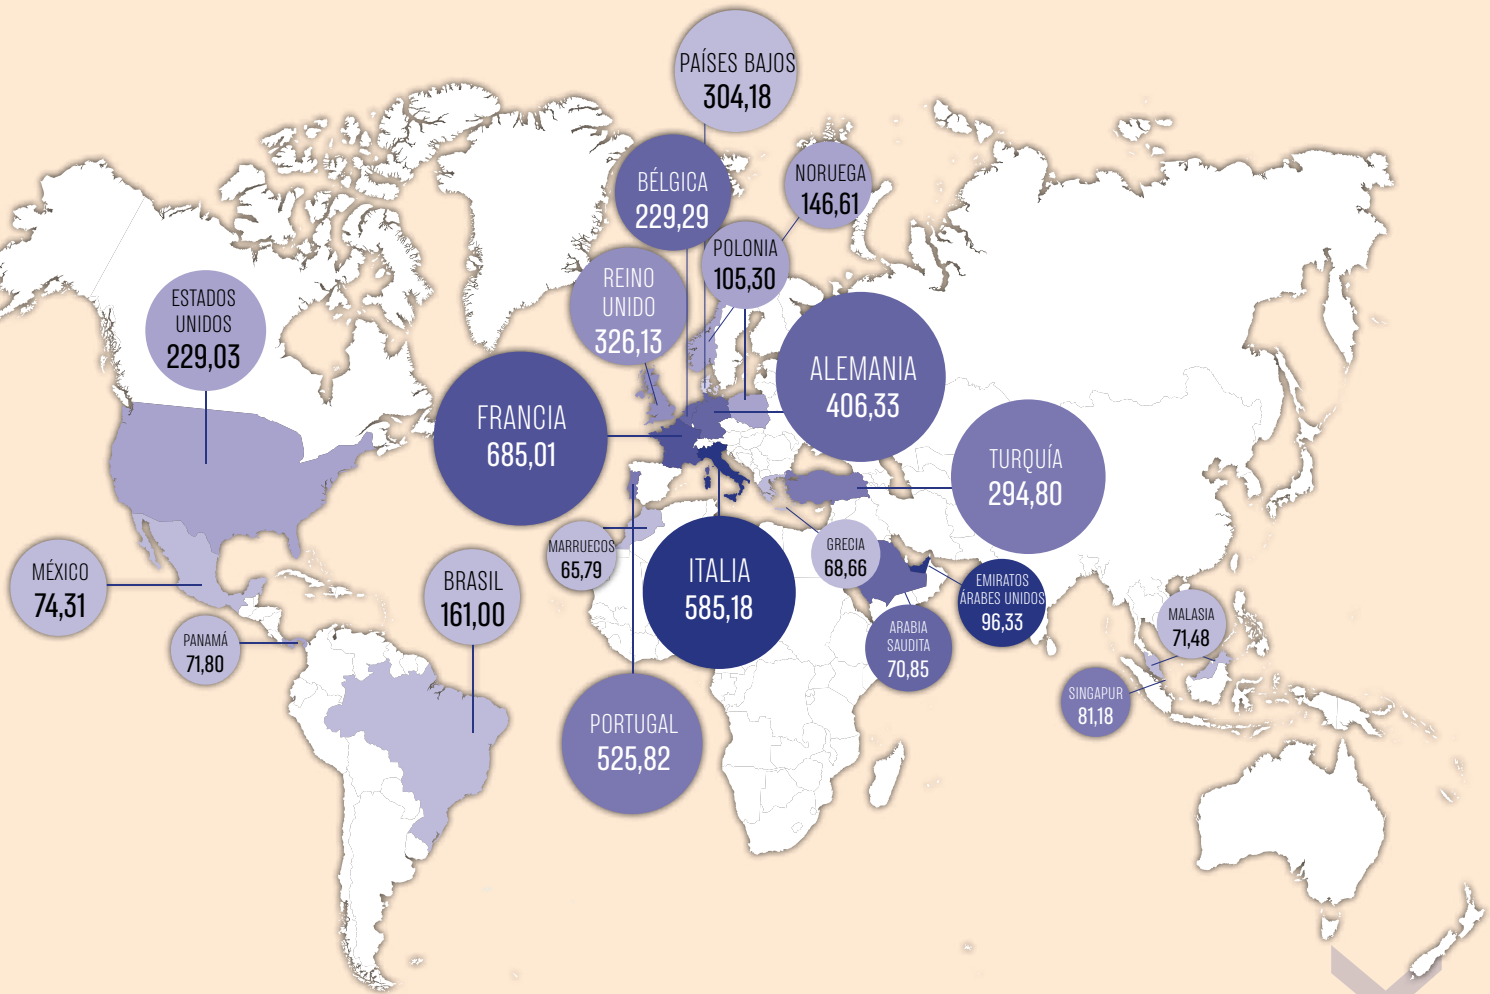 PAÍSES BAJOS
304,18
BÉLGICA
229,29
NORUEGA
146,61
POLONIA
105,30
REINO
UNIDO
326,13
ESTADOS
UNIDOS
229,03
ALEMANIA
406,33
FRANCIA
685,01
TURQUÍA
294,80
MARRUECOS
65,79
GRECIA
68,66
ITALIA
585,18
MÉXICO
74,31
BRASIL
161,00
EMIRATOS
ÁRABES UNIDOS
96,33
PANAMÁ
71,80
ARABIA
SAUDITA
70,85
MALASIA
71,48
SINGAPUR
81,18
PORTUGAL
525,82